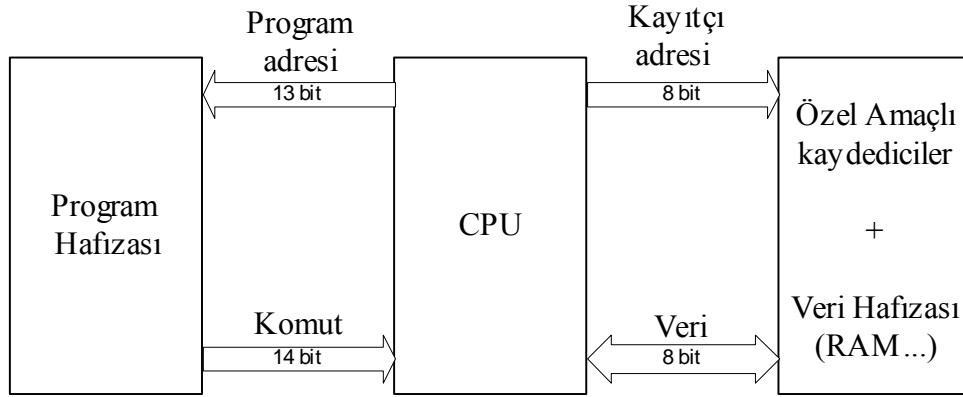 Program
adresi
13 bit
Kayıtçı
adresi
8 bit
Program
Hafızası
CPU
Özel Amaçlı
kaydediciler
+
Veri Hafızası
(RAM...)
Komut
14 bit
Veri
8 bit